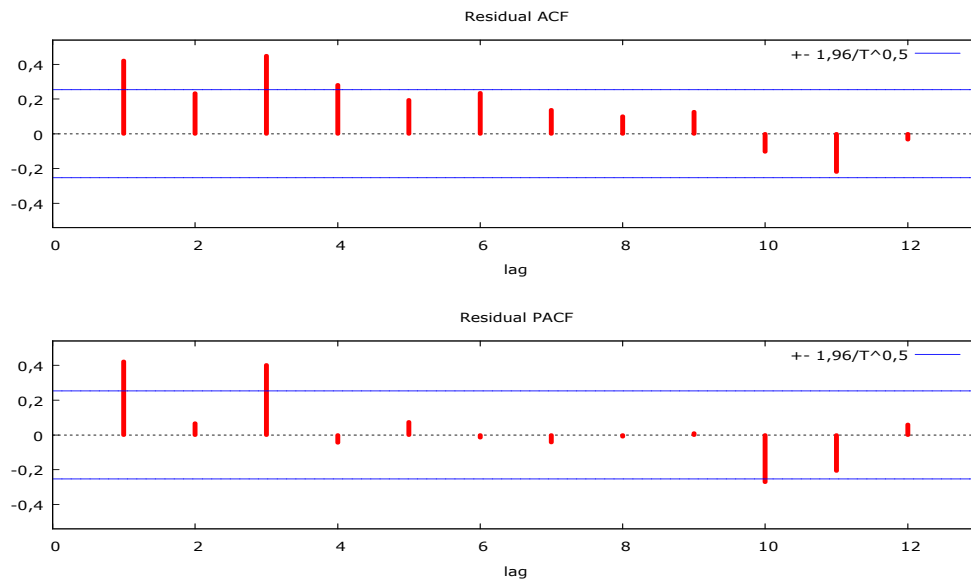 Residual ACF
+- 1,96/T^0,5
0,4
0,2
0
-0,2
-0,4
0 2 4 6 8 10 12
lag
Residual PACF
+- 1,96/T^0,5
0,4
0,2
0
-0,2
-0,4
0 2 4 6 8 10 12
lag